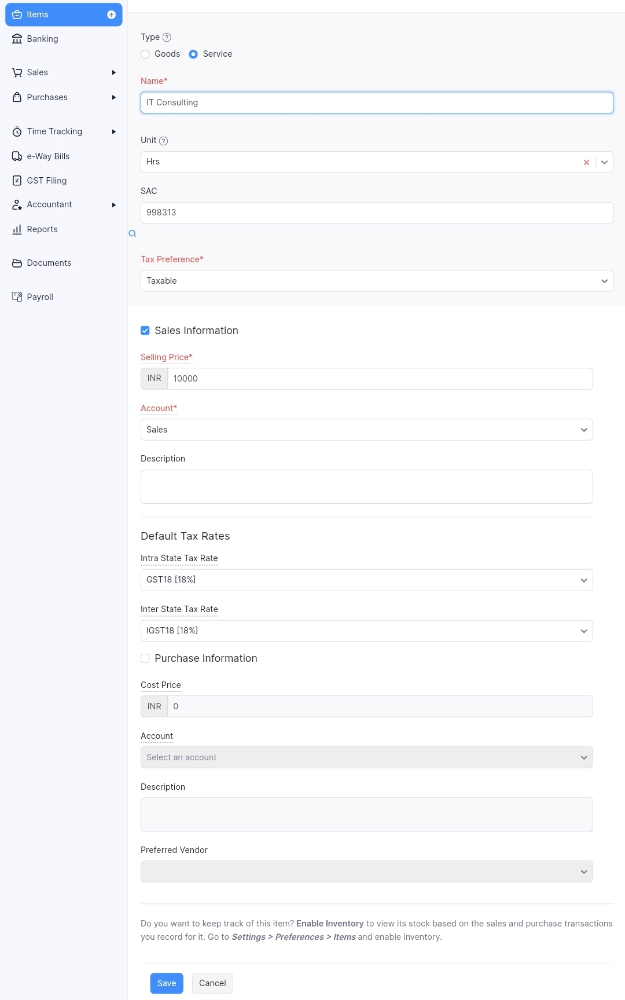 Items
Banking
Sales
Purchases
Time Tracking
e-Way Bills
GST Filing
Accountant
Reports
Documents
Payroll
Type
Goods Service
Name*
IT Consulting
Unit
Hrs
SAC
998313
Tax Preference*
Taxable
Sales Information
Selling Price*
INR 10000
Account*
Sales
Description
Default Tax Rates
Intra State Tax Rate
GST18 [18%]
Inter State Tax Rate
IGST18 [18%]
Purchase Information
Cost Price
INR 0
Account
Select an account
Description
Preferred Vendor
Do you want to keep track of this item? Enable Inventory to view its stock based on the sales and purchase transactions
you record for it. Go to Settings > Preferences > Items and enable inventory.
Save Cancel